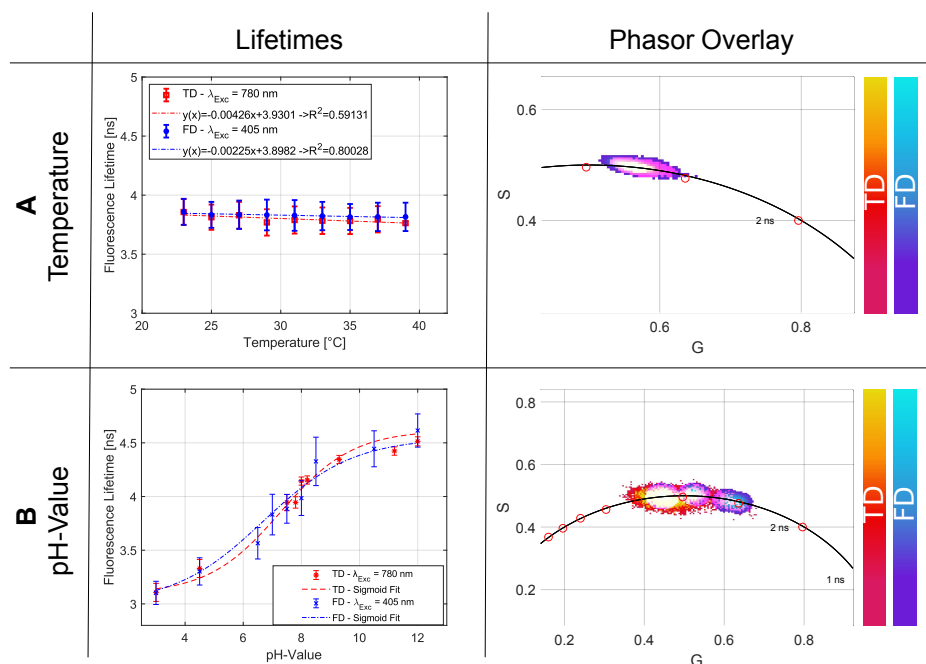 Lifetimes
Phasor Overlay
A
Temperature
5
4.5
4
3.5
3
Fluorescence Lifetime [ns]
TD - λExc = 780 nm
y(x)=-0.00426x+3.9301 ->R²=0.59131
FD - λExc = 405 nm
y(x)=-0.00225x+3.8982 ->R²=0.80028
20
25
30
35
40
Temperature [°C]
0.6
0.4
S
2 ns
0.6
0.8
G
TD
FD
B
pH-Value
5
4.5
4
3.5
3
Fluorescence Lifetime [ns]
TD - λExc = 780 nm
TD - Sigmoid Fit
FD - λExc = 405 nm
FD - Sigmoid Fit
4
6
8
10
12
pH-Value
0.8
0.6
0.4
0.2
S
2 ns
1 ns
0.2
0.4
0.6
0.8
G
TD
FD